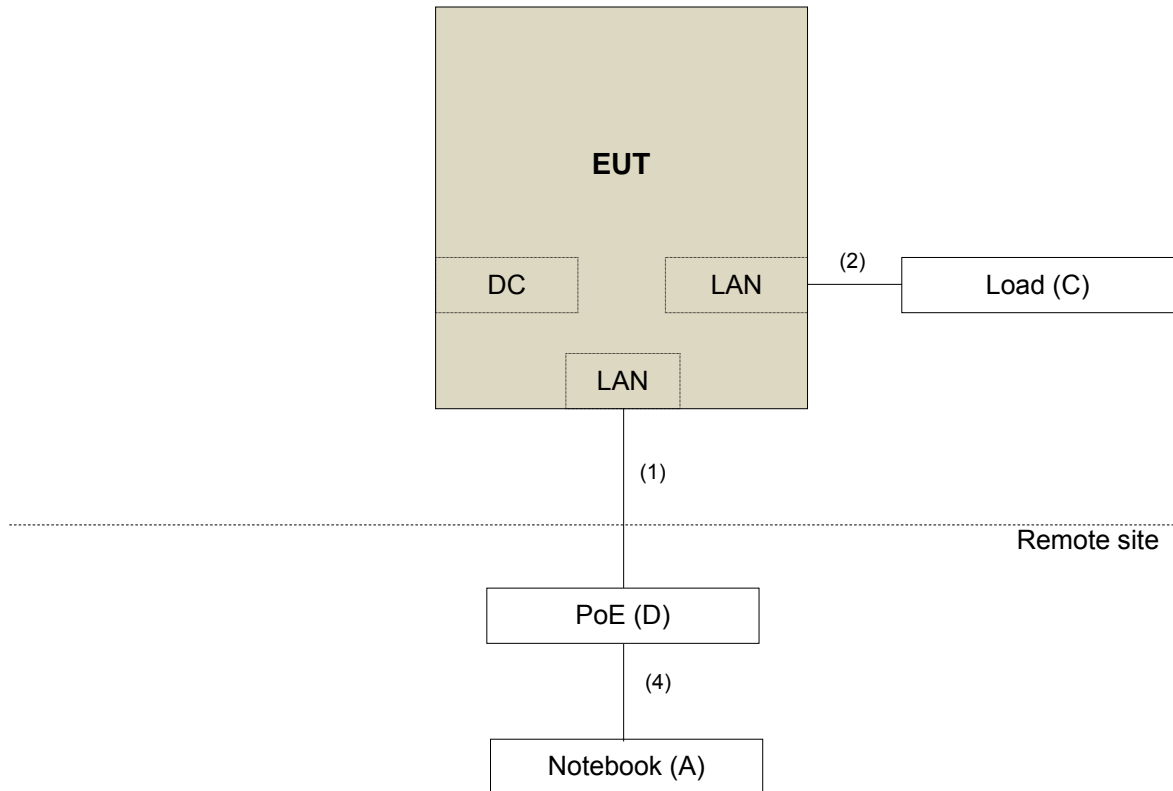 EUT
(2)
DC
LAN
Load (C)
LAN
(1)
Remote site
PoE (D)
(4)
Notebook (A)